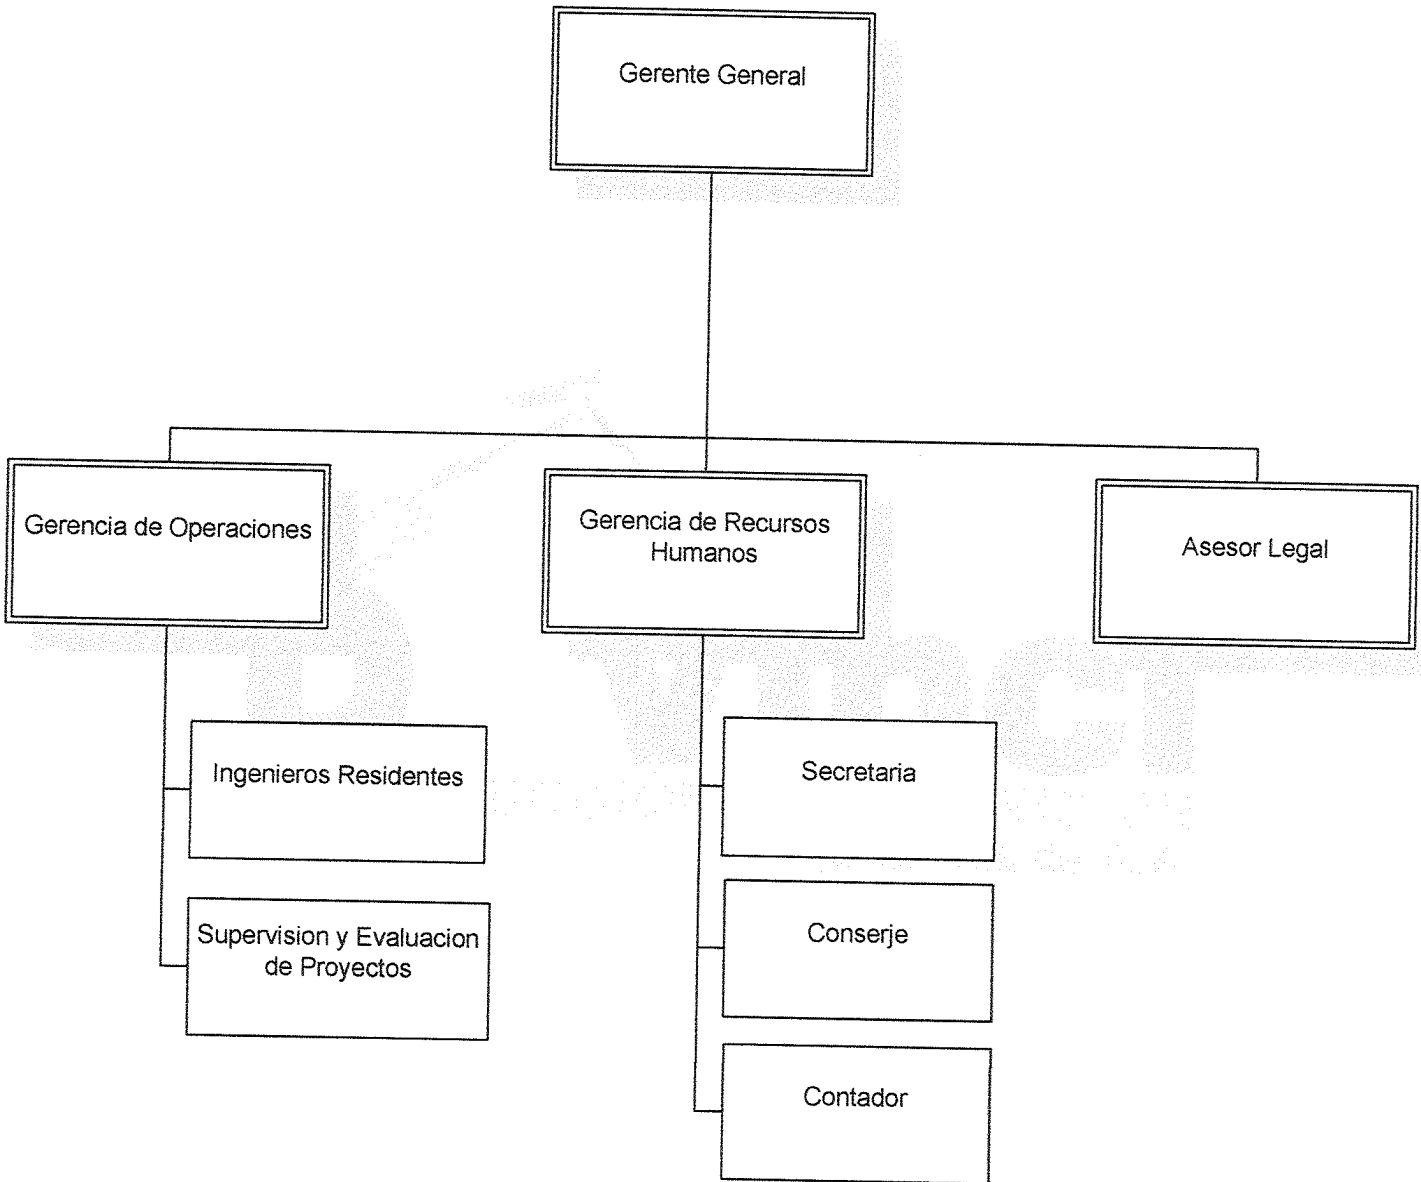 Gerente General
Gerencia de Operaciones
Gerencia de Recursos
Humanos
Asesor Legal
Ingenieros Residentes
Supervision y Evaluacion
de Proyectos
Secretaria
Conserje
Contador